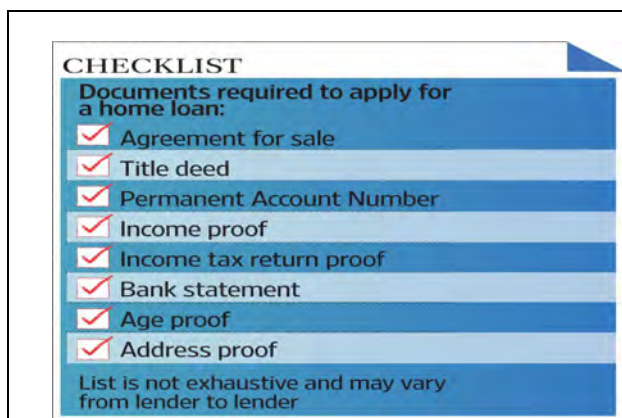 CHECKLIST
Documents required to apply for
a home loan:
Agreement for sale
Title deed
Permanent Account Number
Income proof
Income tax return proof
Bank statement
Age proof
Address proof
List is not exhaustive and may vary
from lender to lender